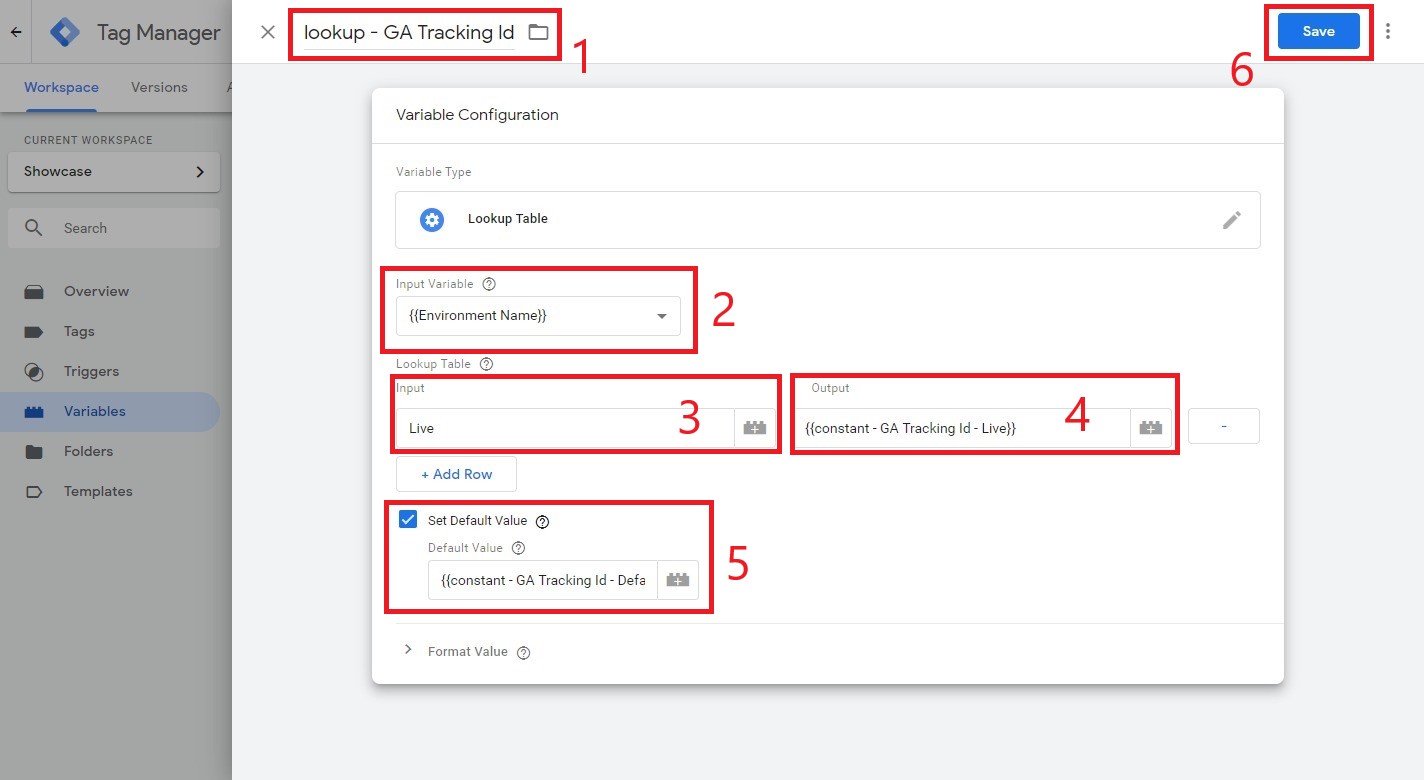 Tag Manager
lookup - GA Tracking Id
1
Save
6
Workspace
Versions
A
CURRENT WORKSPACE
Showcase
Search
Overview
Tags
Triggers
Variables
Folders
Templates
Variable Configuration
Variable Type
Lookup Table
Input Variable
{{Environment Name}}
2
Lookup Table
Input
Output
Live
3
{{constant - GA Tracking Id - Live}}
4
-
+ Add Row
Set Default Value
Default Value
{{constant - GA Tracking Id - Defa
5
Format Value